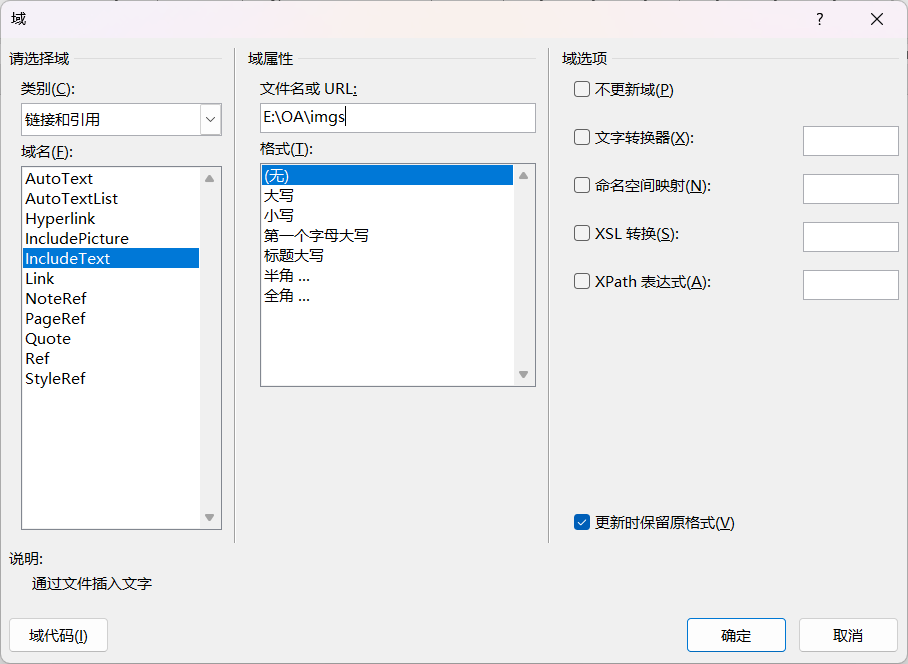 域
?
请选择域
类别(C):
链接和引用
域名(F):
AutoText
AutoTextList
Hyperlink
IncludePicture
IncludeText
Link
NoteRef
PageRef
Quote
Ref
StyleRef
域属性
文件名或 URL:
E:\OA\imgs
格式(T):
(无)
大写
小写
第一个字母大写
标题大写
半角 ...
全角 ...
域选项
不更新域(P)
文字转换器(X):
命名空间映射(N):
XSL 转换(S):
XPath 表达式(A):
更新时保留原格式(V)
说明:
通过文件插入文字
域代码(I)
确定
取消